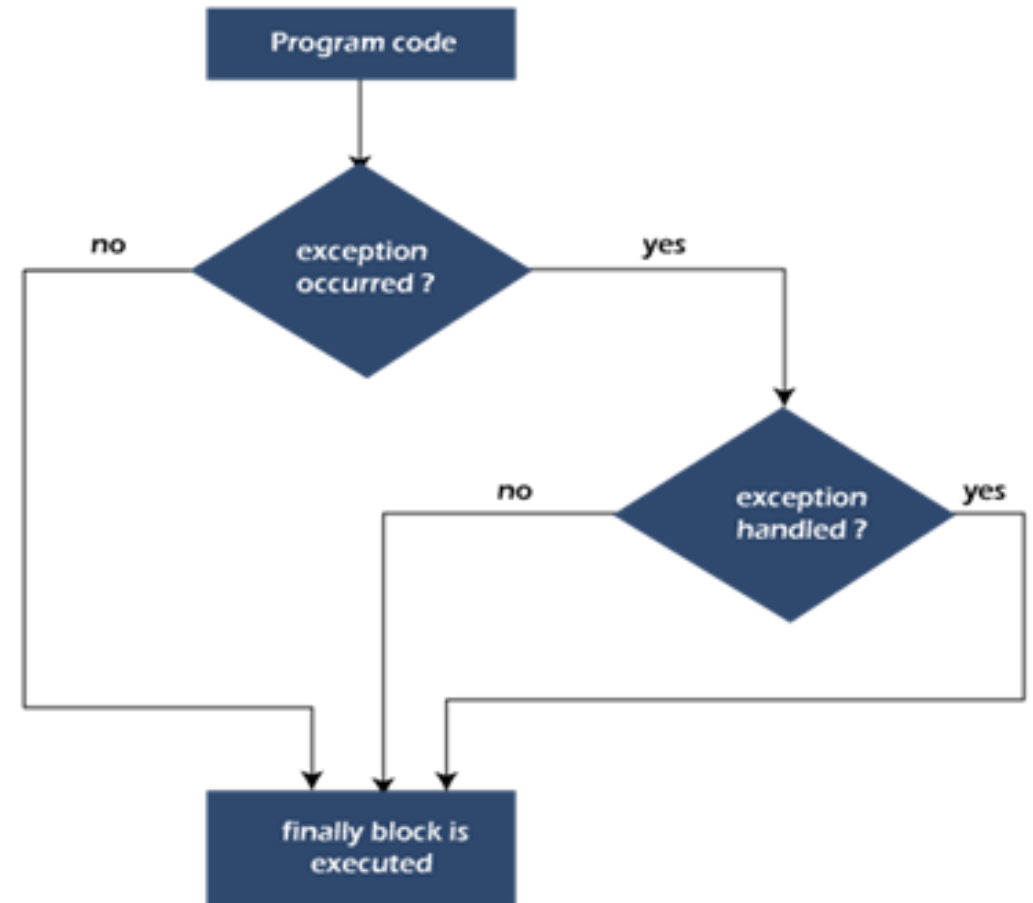 Program code
no
exception
occurred ?
yes
no
exception
handled ?
yes
finally block is
executed